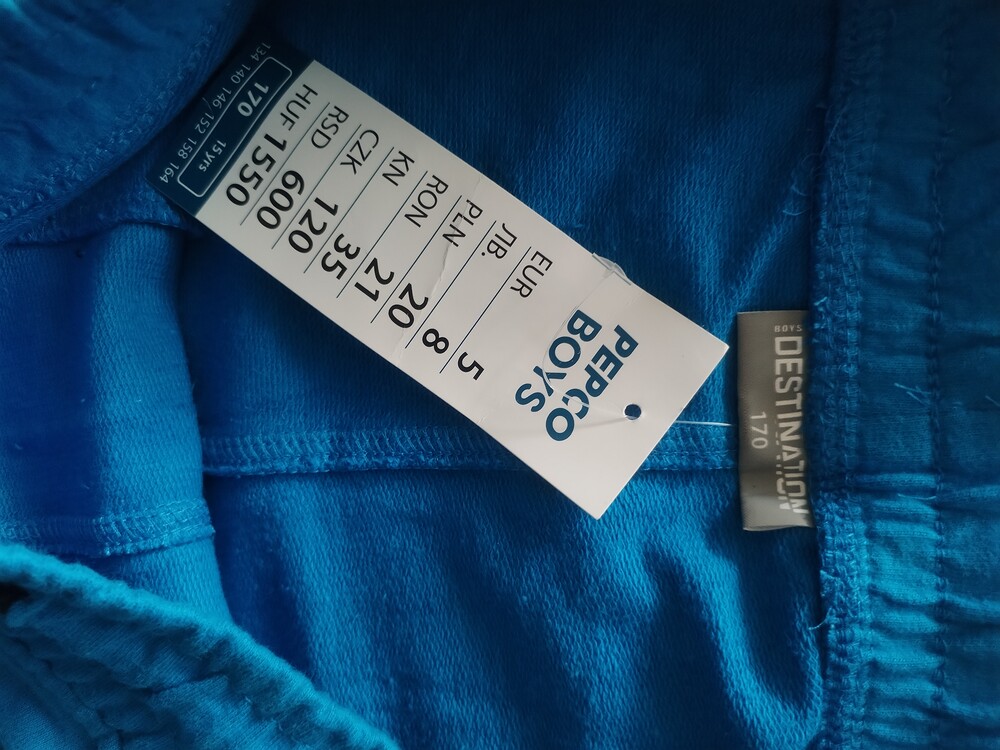 PEPCO
BOYS
EUR 5
ЛВ. 8
PLN 20
RON 21
KN 35
CZK 120
RSD 600
HUF 1550
170 15yrs
134 140 146 152 158 164
BOYS
DESTINATION
170